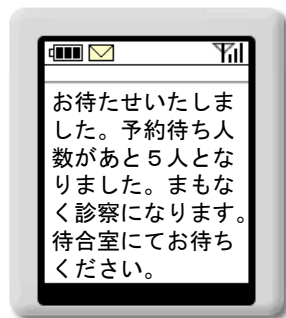 お待たせいたしま
した。予約待ち人
数があと５人とな
りました。まもな
く診察になります。
待合室にてお待ち
ください。